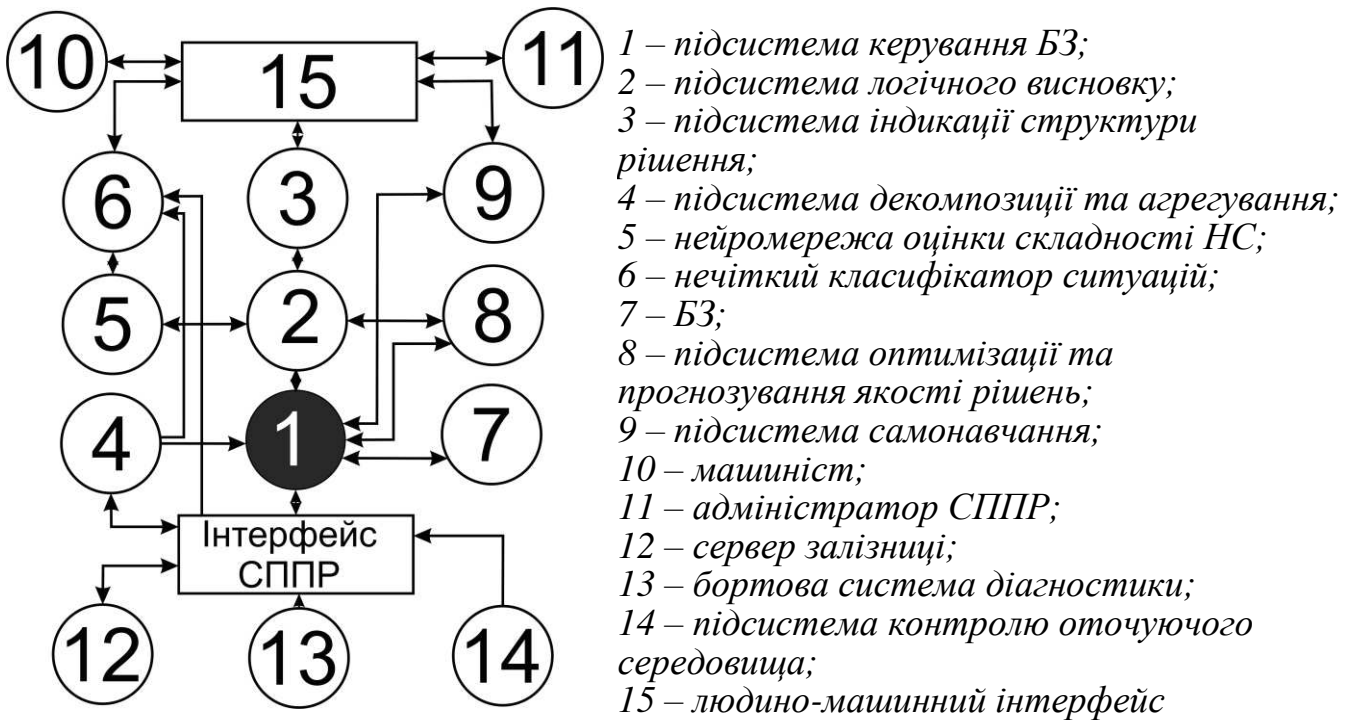 10
15
11
6
3
9
5
2
8
4
1
7
Інтерфейс
СППР
12
13
14
1 – підсистема керування БЗ;
2 – підсистема логічного висновку;
3 – підсистема індикації структури
рішення;
4 – підсистема декомпозиції та агрегування;
5 – нейромережа оцінки складності НС;
6 – нечіткий класифікатор ситуацій;
7 – БЗ;
8 – підсистема оптимізації та
прогнозування якості рішень;
9 – підсистема самонавчання;
10 – машиніст;
11 – адміністратор СППР;
12 – сервер залізниці;
13 – бортова система діагностики;
14 – підсистема контролю оточуючого
середовища;
15 – людино-машинний інтерфейс